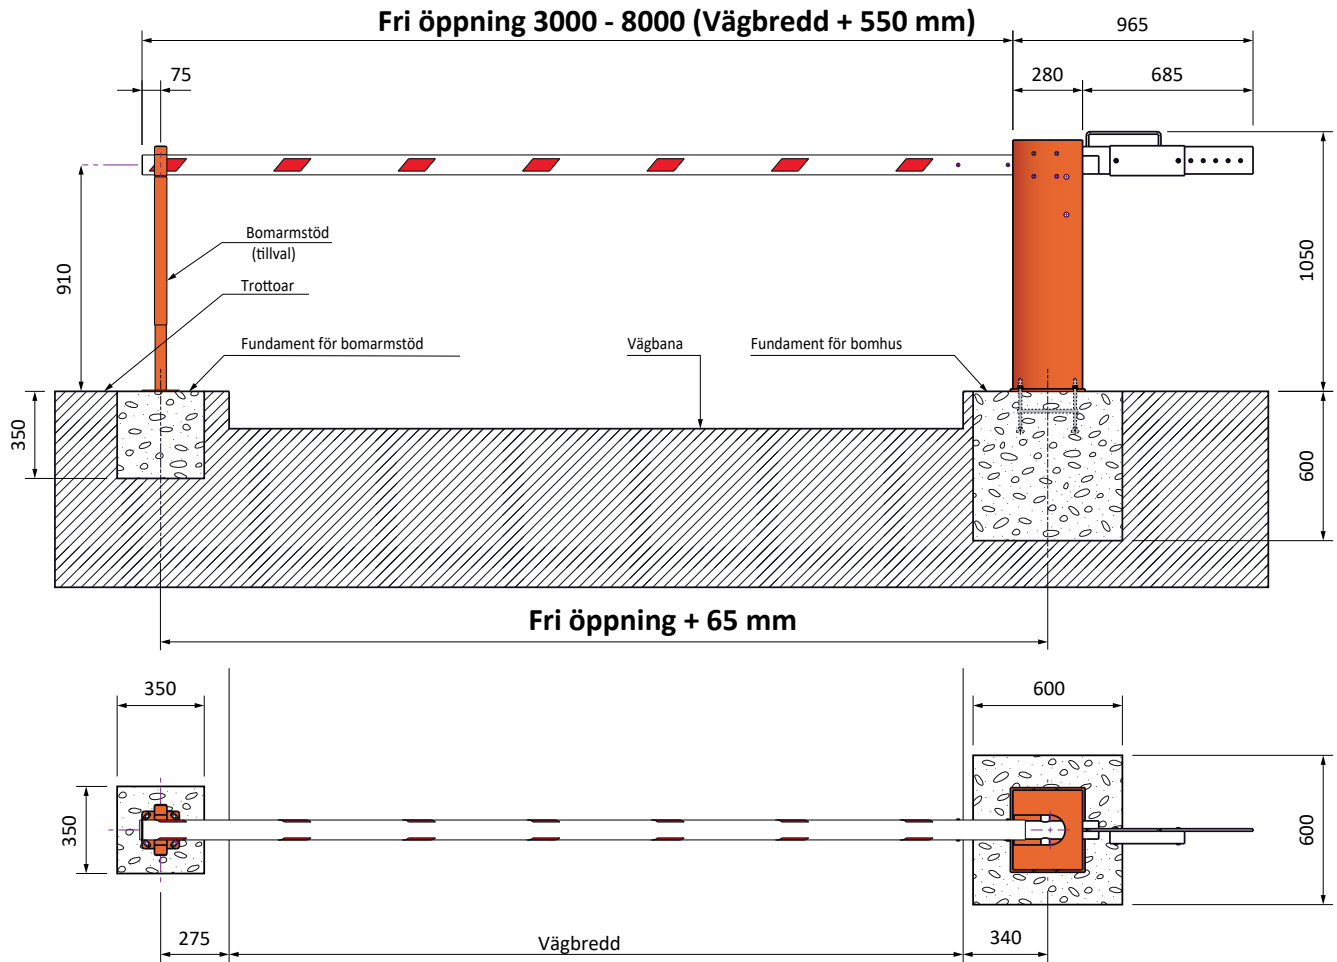 Fri öppning 3000 - 8000 (Vägbredd + 550 mm)
965
75
280
685
910
1050
Bomarmstöd
(tillval)
Trottoar
Fundament för bomarmstöd
Vägbana
Fundament för bomhus
350
600
Fri öppning + 65 mm
350
600
350
600
275
Vägbredd
340